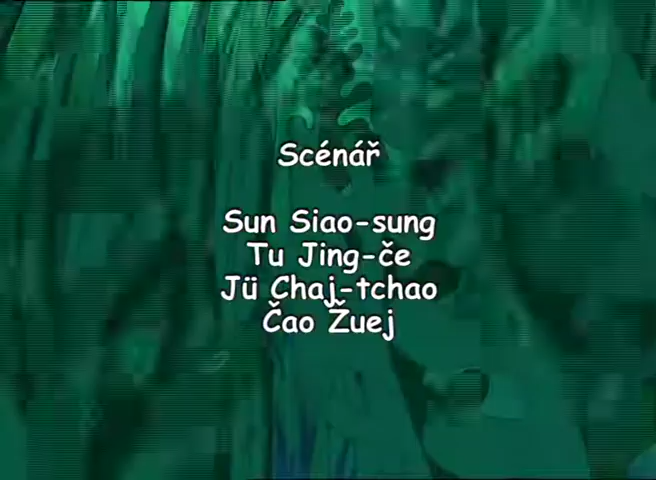 Scénář
Sun Siao-sung
Tu Jing-če
Jü Chaj-tchao
Čao Žuej